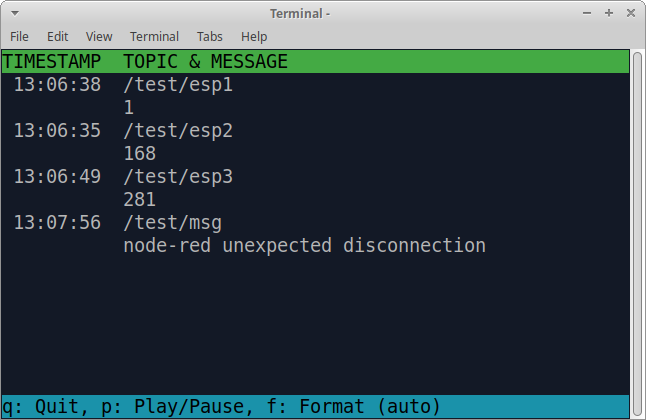 Terminal -
File Edit View Terminal Tabs Help
TIMESTAMP TOPIC & MESSAGE
13:06:38 /test/esp1
1
13:06:35 /test/esp2
168
13:06:49 /test/esp3
281
13:07:56 /test/msg
node-red unexpected disconnection
q: Quit, p: Play/Pause, f: Format (auto)